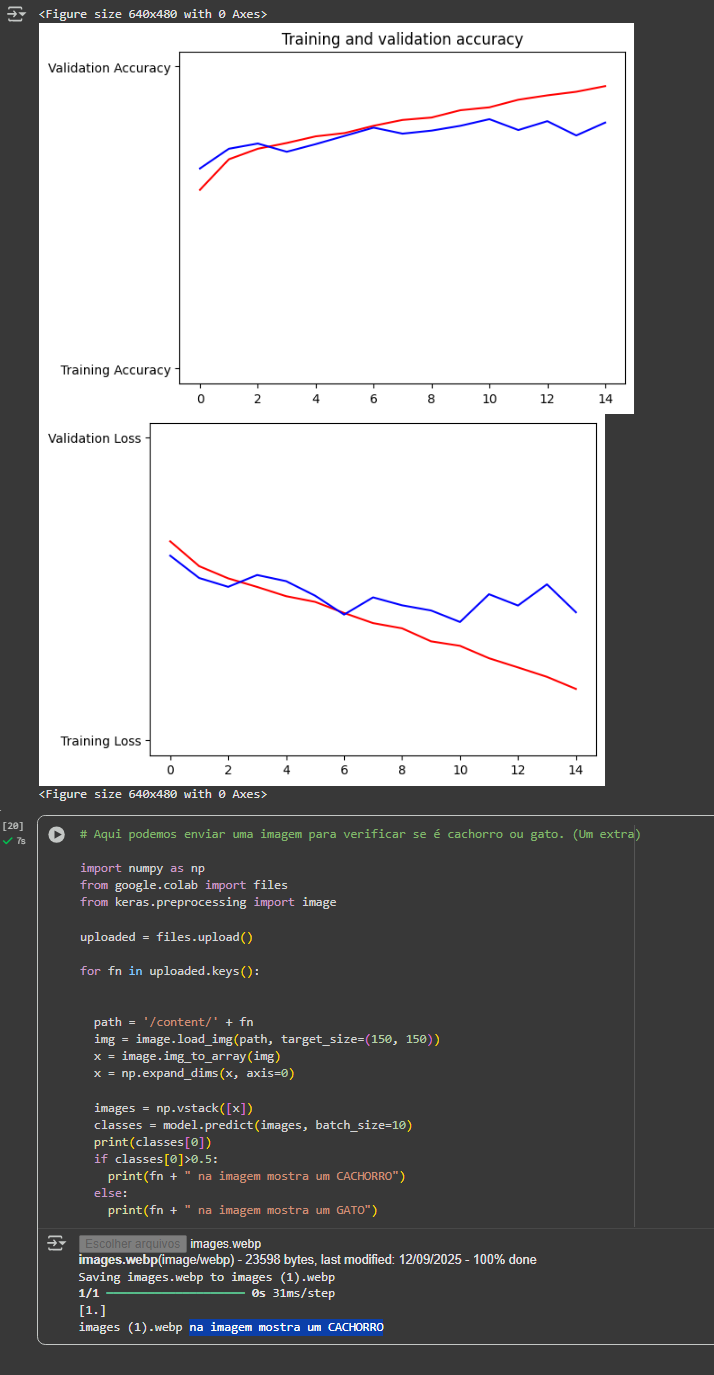 <Figure size 640x480 with 0 Axes>
Training and validation accuracy
Validation Accuracy
Training Accuracy
0 2 4 6 8 10 12 14
Validation Loss
Training Loss
0 2 4 6 8 10 12 14
<Figure size 640x480 with 0 Axes>
[20]
7s
# Aqui podemos enviar uma imagem para verificar se é cachorro ou gato. (Um extra)
import numpy as np
from google.colab import files
from keras.preprocessing import image
uploaded = files.upload()
for fn in uploaded.keys():
path = '/content/' + fn
img = image.load_img(path, target_size=(150, 150))
x = image.img_to_array(img)
x = np.expand_dims(x, axis=0)
images = np.vstack([x])
classes = model.predict(images, batch_size=10)
print(classes[0])
if classes[0]>0.5:
print(fn + " na imagem mostra um CACHORRO")
else:
print(fn + " na imagem mostra um GATO")
Escolher arquivos images.webp
images.webp(image/webp) - 23598 bytes, last modified: 12/09/2025 - 100% done
Saving images.webp to images (1).webp
1/1 0s 31ms/step
[1.]
images (1).webp na imagem mostra um CACHORRO